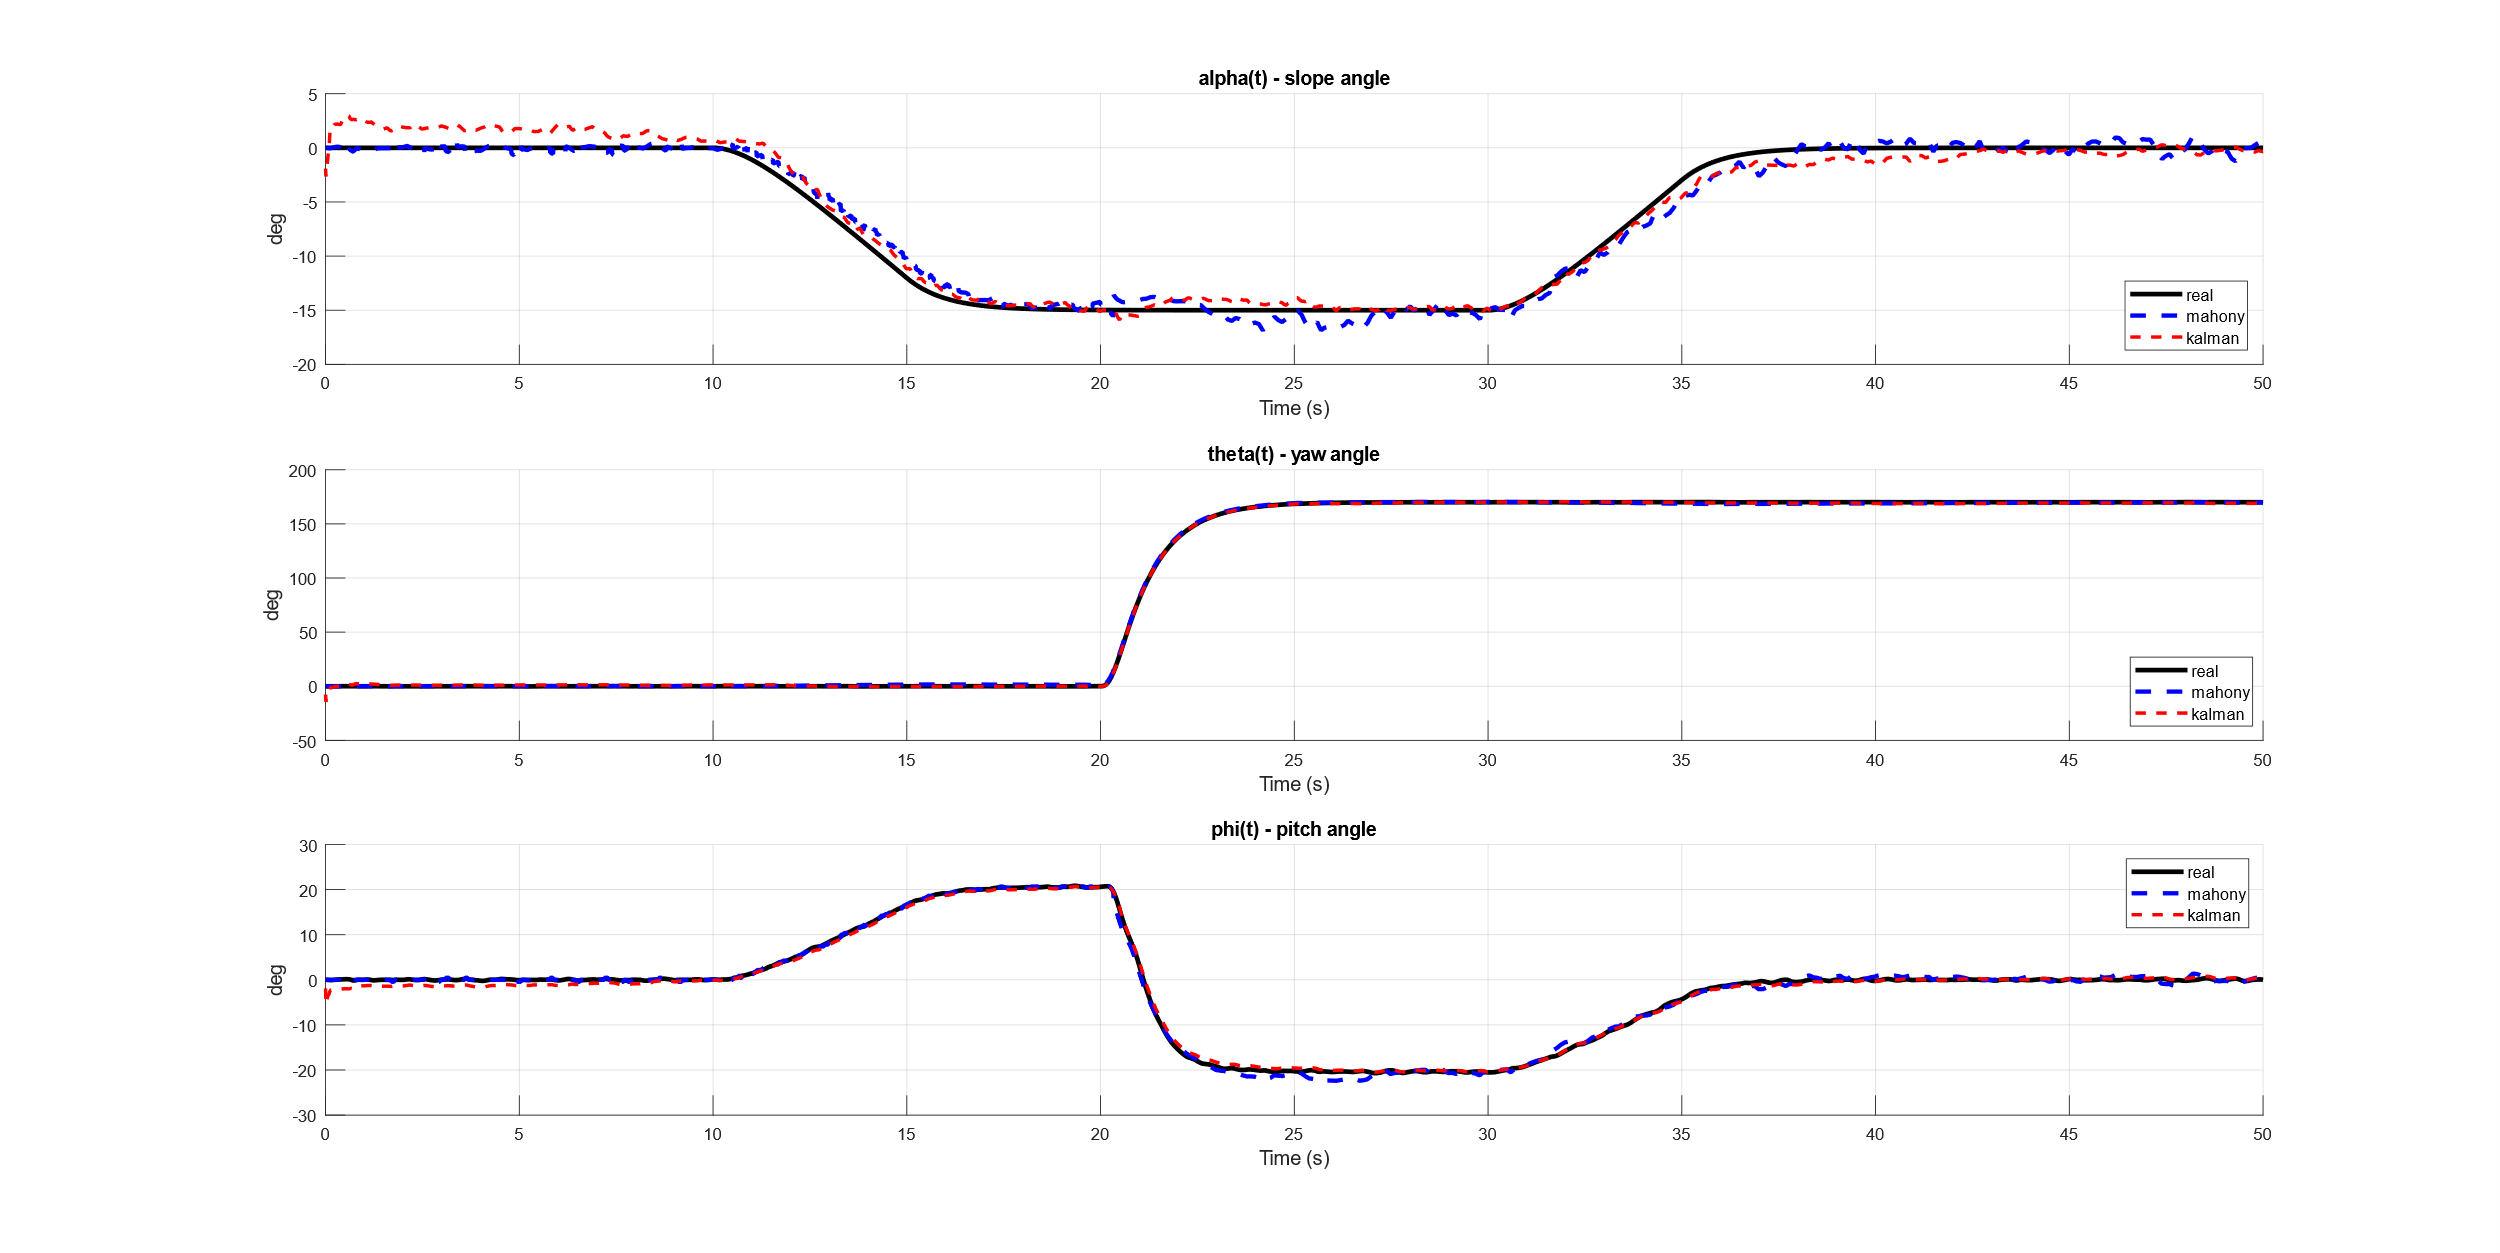 alpha(t) - slope angle
5
0
-5
-10
-15
-20
deg
real
mahony
kalman
0 5 10 15 20 25 30 35 40 45 50
Time (s)
theta(t) - yaw angle
200
150
100
50
0
-50
deg
real
mahony
kalman
0 5 10 15 20 25 30 35 40 45 50
Time (s)
phi(t) - pitch angle
30
20
10
0
-10
-20
-30
deg
real
mahony
kalman
0 5 10 15 20 25 30 35 40 45 50
Time (s)